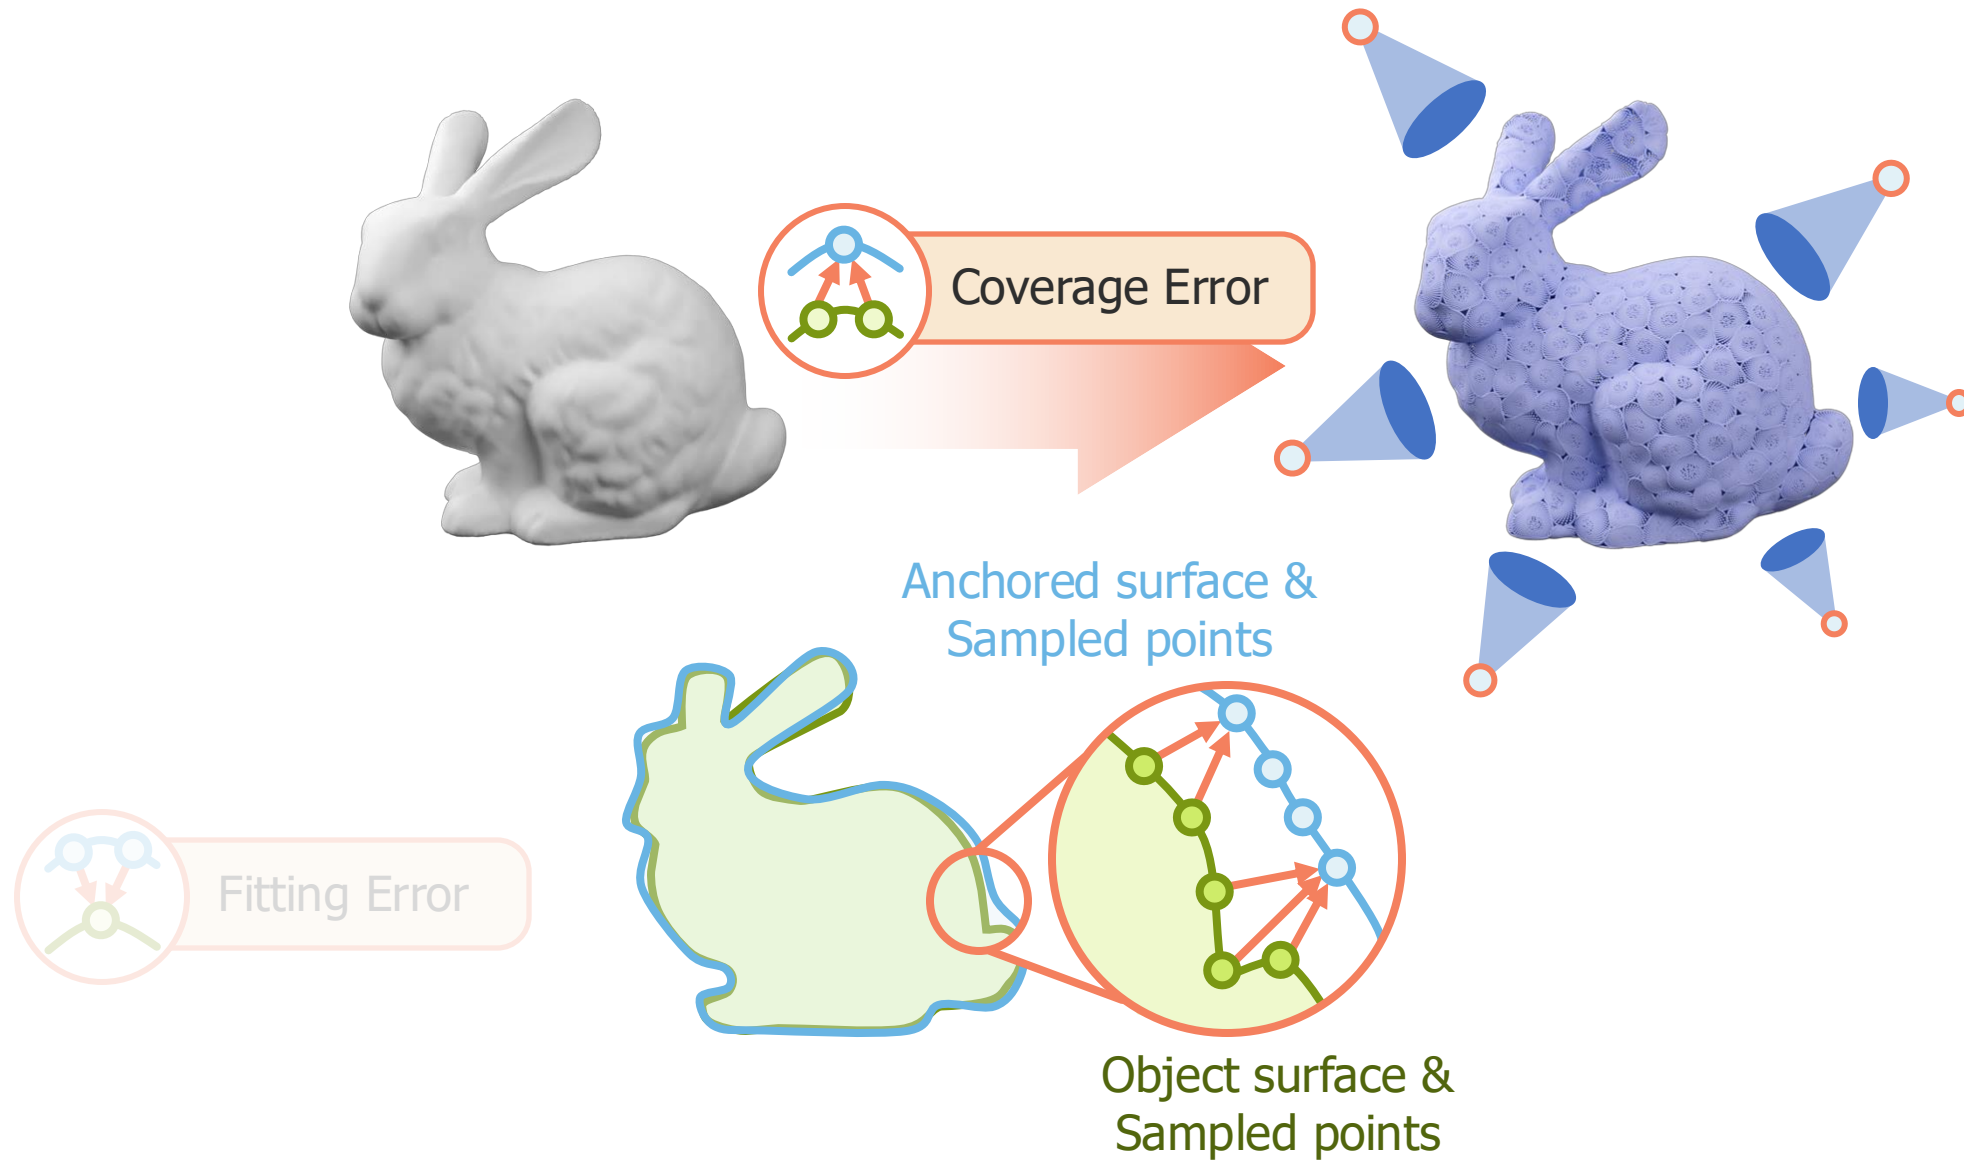 Coverage Error
Anchored surface &
Sampled points
Fitting Error
Object surface &
Sampled points